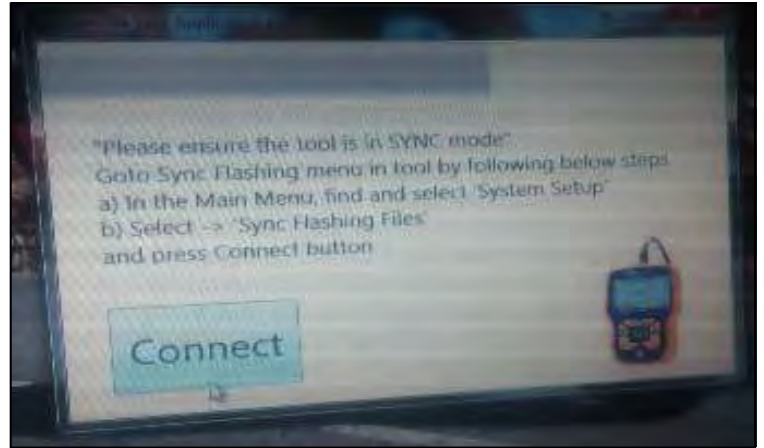 "Please ensure the tool is in SYNC mode"
Goto Sync Flashing menu in tool by following below steps
a) In the Main Menu, find and select 'System Setup'
b) Select -> 'Sync Flashing Files'
and press Connect button
Connect